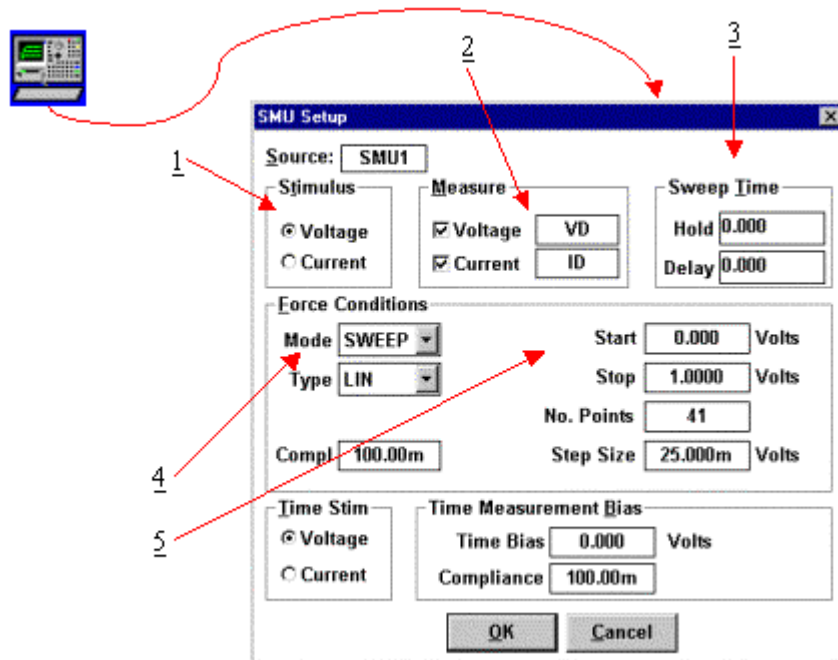 1
2
3
SMU Setup
Source: SMU1
Stimulus
Voltage
Current
Measure
Voltage VD
Current ID
Sweep Time
Hold 0.000
Delay 0.000
Force Conditions
Mode SWEEP
Type LIN
Compl 100.00m
Start 0.000 Volts
Stop 1.0000 Volts
No. Points 41
Step Size 25.000m Volts
4
5
Time Stim
Voltage
Current
Time Measurement Bias
Time Bias 0.000 Volts
Compliance 100.00m
OK Cancel